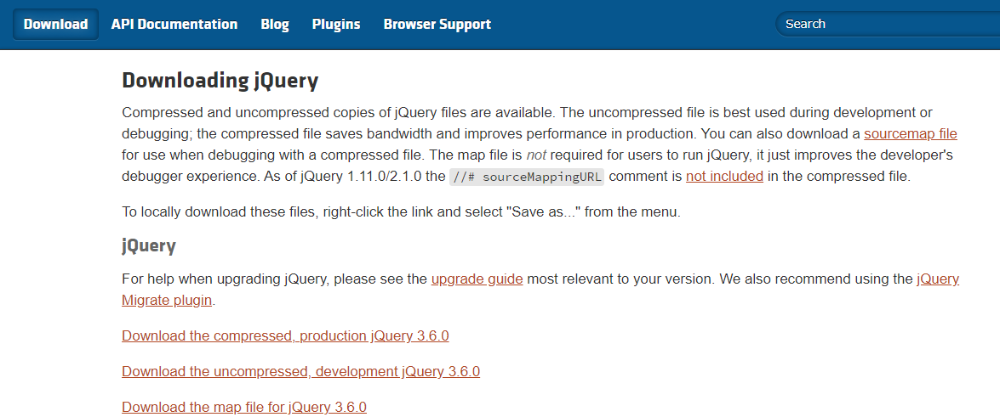 Download API Documentation Blog Plugins Browser Support Search
Downloading jQuery
Compressed and uncompressed copies of jQuery files are available. The uncompressed file is best used during development or
debugging; the compressed file saves bandwidth and improves performance in production. You can also download a sourcemap file
for use when debugging with a compressed file. The map file is not required for users to run jQuery, it just improves the developer's
debugger experience. As of jQuery 1.11.0/2.1.0 the //# sourceMappingURL comment is not included in the compressed file.
To locally download these files, right-click the link and select "Save as..." from the menu.
jQuery
For help when upgrading jQuery, please see the upgrade guide most relevant to your version. We also recommend using the jQuery
Migrate plugin.
Download the compressed, production jQuery 3.6.0
Download the uncompressed, development jQuery 3.6.0
Download the map file for jQuery 3.6.0